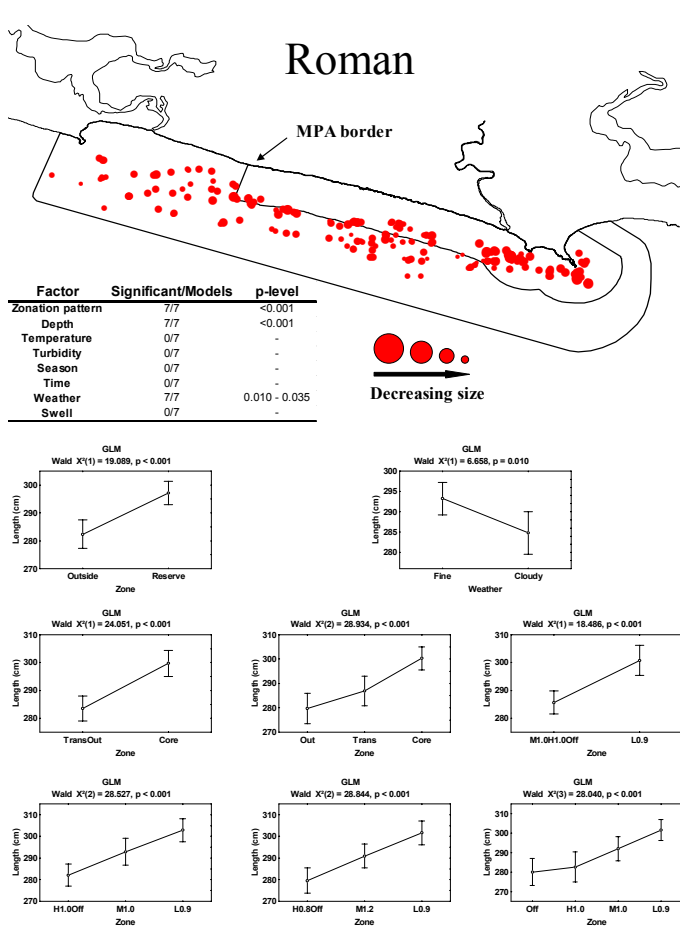 Roman
MPA border
Factor Significant/Models p-level
Zonation pattern 7/7 <0.001
Depth 7/7 <0.001
Temperature 0/7 -
Turbidity 0/7 -
Season 0/7 -
Time 0/7 -
Weather 7/7 0.010 - 0.035
Swell 0/7 -
Decreasing size
GLM
Wald X²(1) = 19.089, p < 0.001
Length (cm)
300
290
280
270
Outside Reserve
Zone
GLM
Wald X²(1) = 6.658, p = 0.010
Length (cm)
300
295
290
285
280
Fine Cloudy
Weather
GLM
Wald X²(1) = 24.051, p < 0.001
Length (cm)
310
300
290
280
TransOut Core
Zone
GLM
Wald X²(2) = 28.934, p < 0.001
Length (cm)
310
300
290
280
270
Out Trans Core
Zone
GLM
Wald X²(1) = 18.486, p < 0.001
Length (cm)
310
300
290
280
M1.0H1.0Off L0.9
Zone
GLM
Wald X²(2) = 28.527, p < 0.001
Length (cm)
310
300
290
280
270
H1.0Off M1.0 L0.9
Zone
GLM
Wald X²(2) = 28.844, p < 0.001
Length (cm)
310
300
290
280
270
H0.8Off M1.2 L0.9
Zone
GLM
Wald X²(3) = 28.040, p < 0.001
Length (cm)
310
300
290
280
270
Off H1.0 M1.0 L0.9
Zone